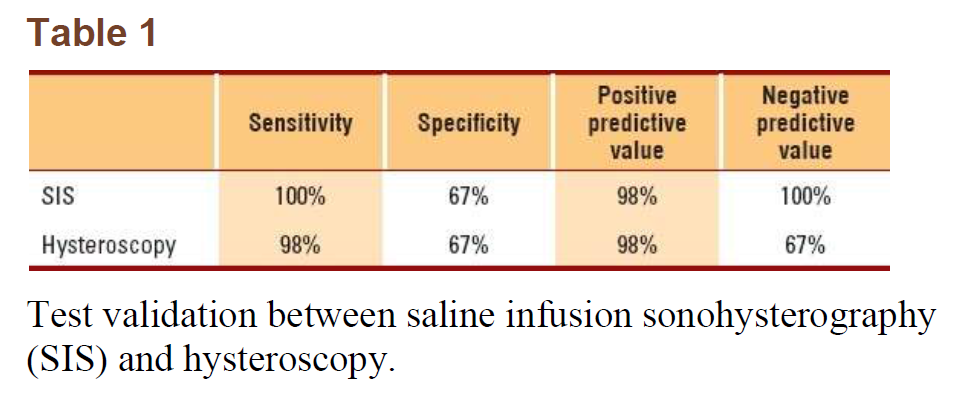 Table 1
Sensitivity Specificity Positive predictive value Negative predictive value
SIS 100% 67% 98% 100%
Hysteroscopy 98% 67% 98% 67%
Test validation between saline infusion sonohysterography
(SIS) and hysteroscopy.